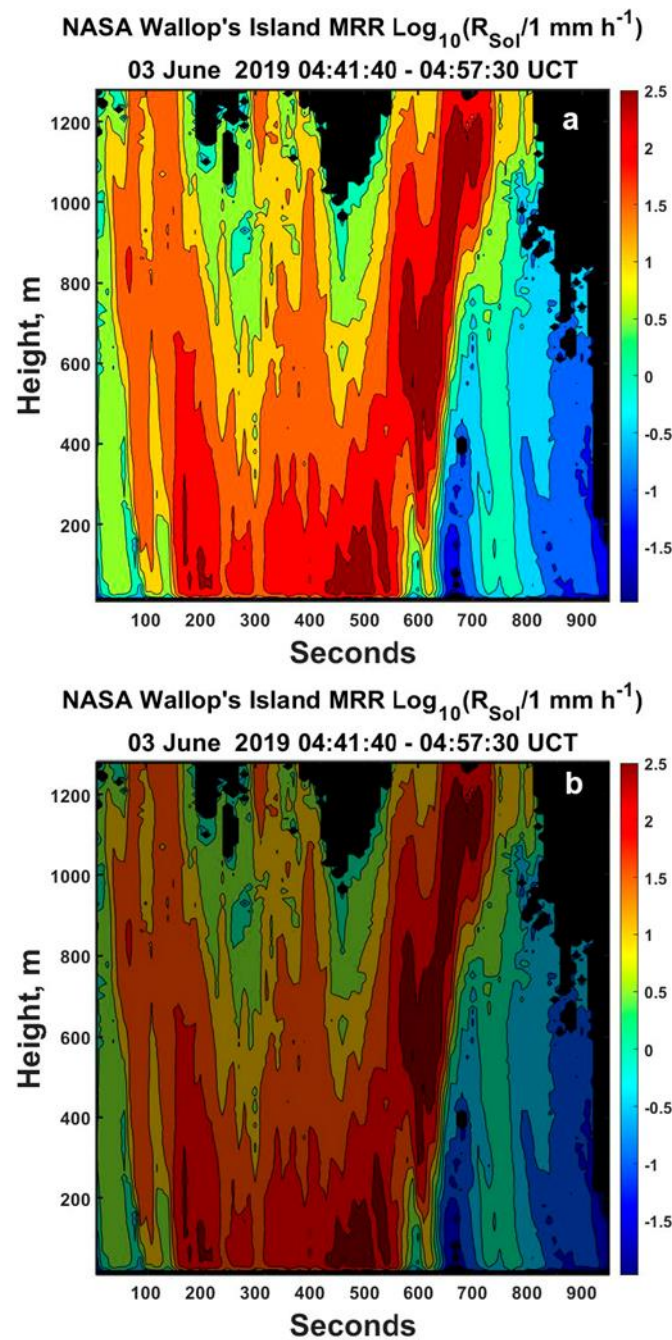 NASA Wallop's Island MRR Log10(RSol/1 mm h-1)
03 June 2019 04:41:40 - 04:57:30 UCT
a
1200
1000
800
600
400
200
Height, m
100 200 300 400 500 600 700 800 900
Seconds
2.5
2
1.5
1
0.5
0
-0.5
-1
-1.5
NASA Wallop's Island MRR Log10(RSol/1 mm h-1)
03 June 2019 04:41:40 - 04:57:30 UCT
b
1200
1000
800
600
400
200
Height, m
100 200 300 400 500 600 700 800 900
Seconds
2.5
2
1.5
1
0.5
0
-0.5
-1
-1.5